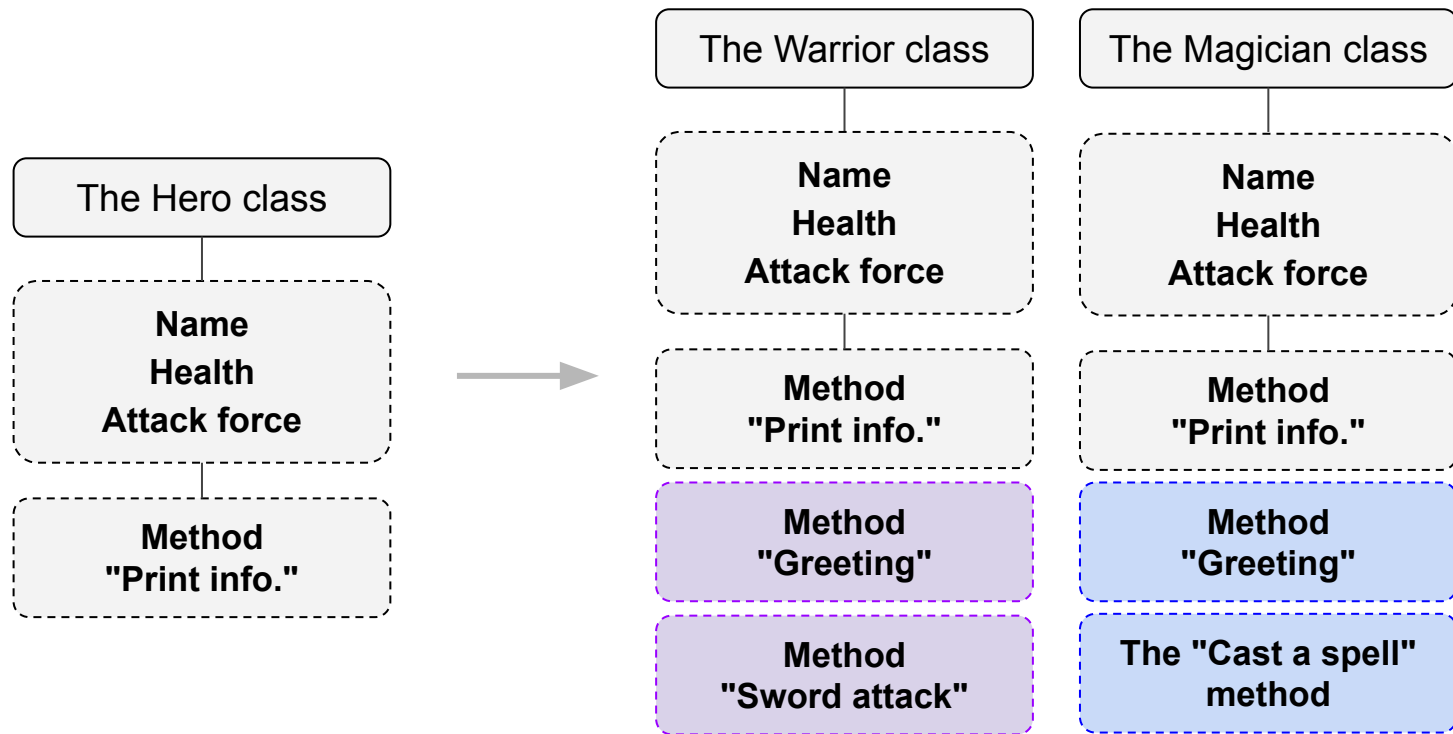 The Hero class
Name
Health
Attack force
Method
"Print info."
The Warrior class
Name
Health
Attack force
Method
"Print info."
Method
"Greeting"
Method
"Sword attack"
The Magician class
Name
Health
Attack force
Method
"Print info."
Method
"Greeting"
The "Cast a spell"
method